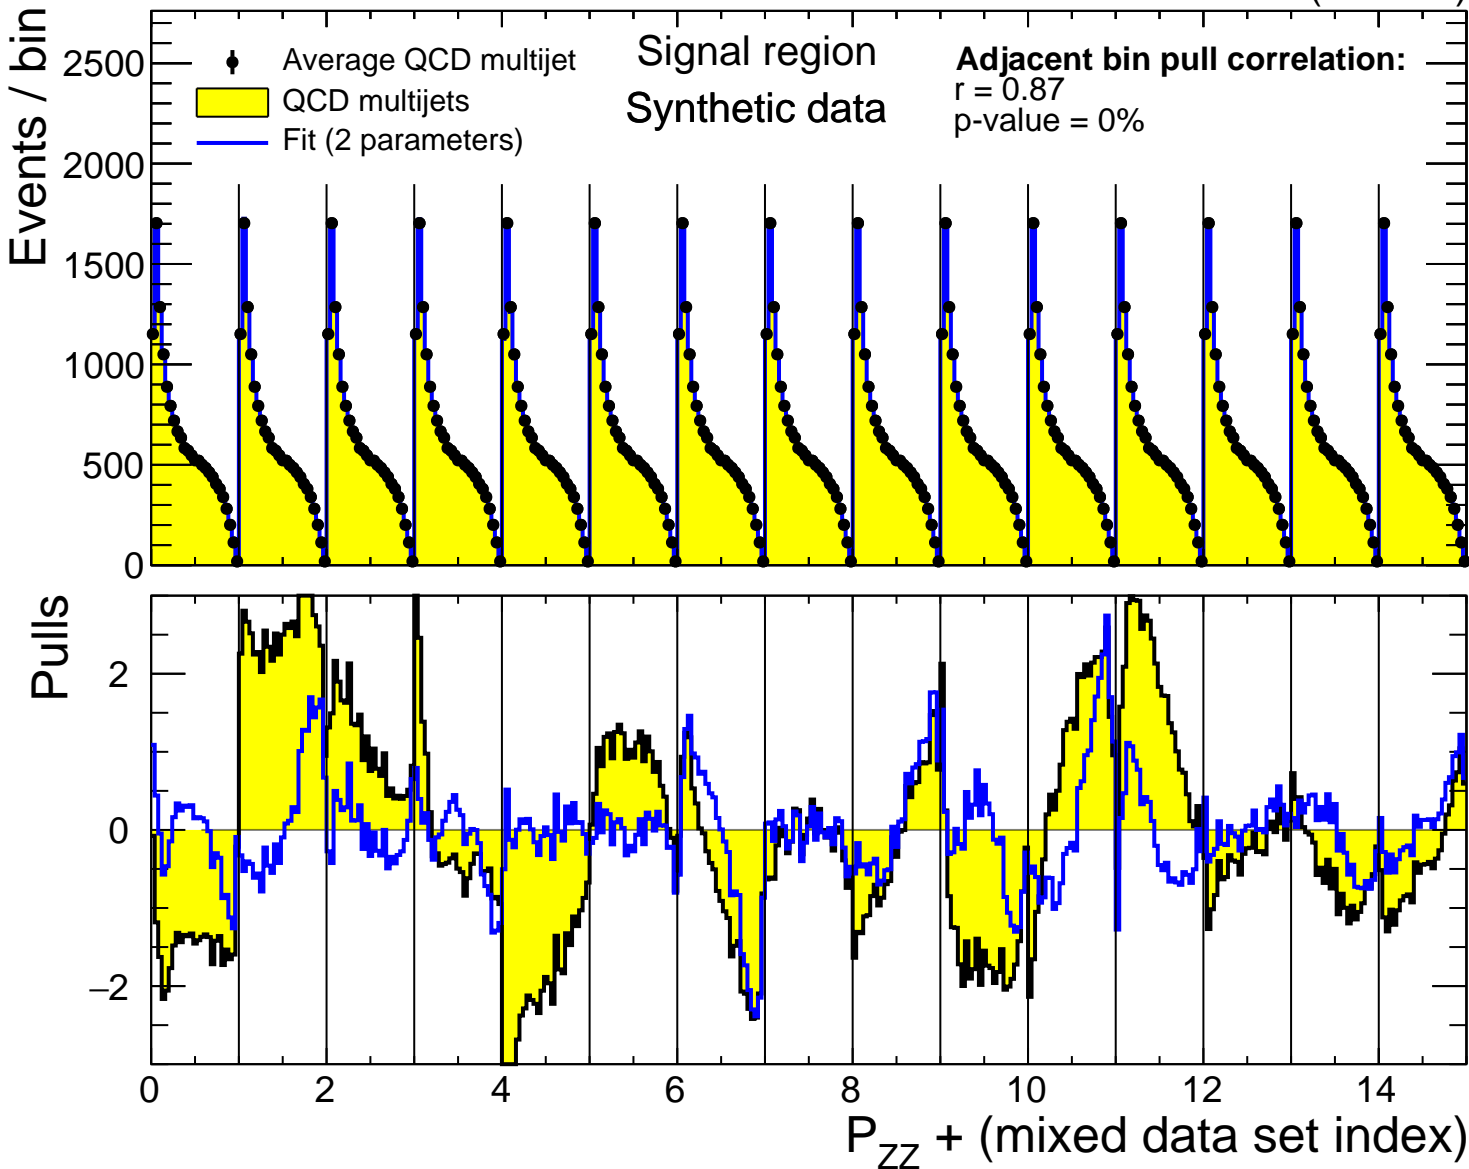 Events / bin
2500
2000
1500
1000
500
0
Average QCD multijet
QCD multijets
Fit (2 parameters)
Signal region
Synthetic data
Adjacent bin pull correlation:
r = 0.87
p-value = 0%
Pulls
2
0
−2
0 2 4 6 8 10 12 14
P_ZZ + (mixed data set index)